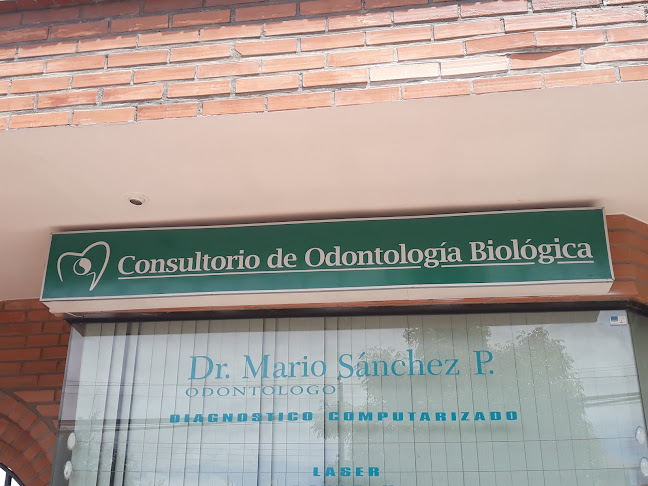 Consultorio de Odontología Biológica
Dr. Mario Sánchez P.
ODONTOLOGO
DIAGNOSTICO COMPUTARIZADO
LASER